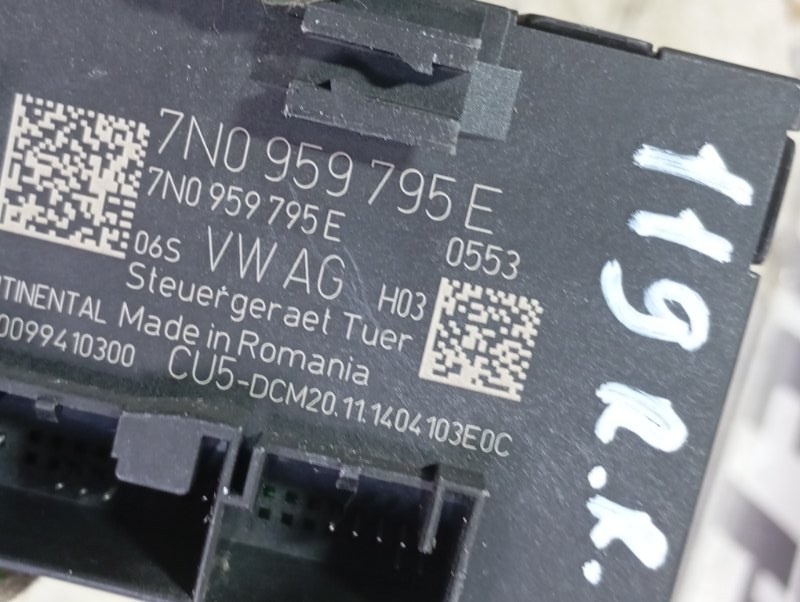 7N0 959 795 E
7N0 959 795 E
06S VW AG 0553
Steuergeraet Tuer H03
TINENTAL Made in Romania
0099410300 CU5-DCM20.11.1404103E0C
119 R.R.